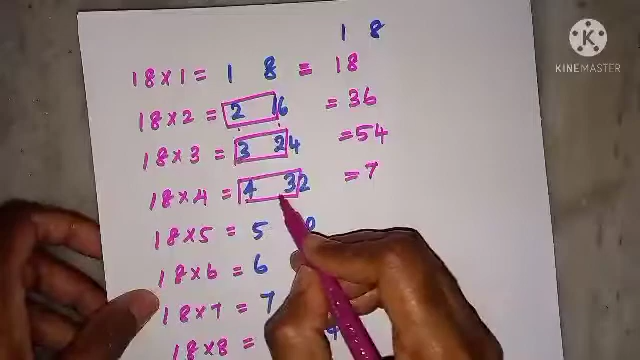 1 8
K
KINEMASTER
18×1 = 1 8 = 18
18×2 = 2 16 = 36
18×3 = 3 24 = 54
18×4 = 4 32 = 7
18×5 = 5
18×6 = 6
18×7 = 7
18×8 =